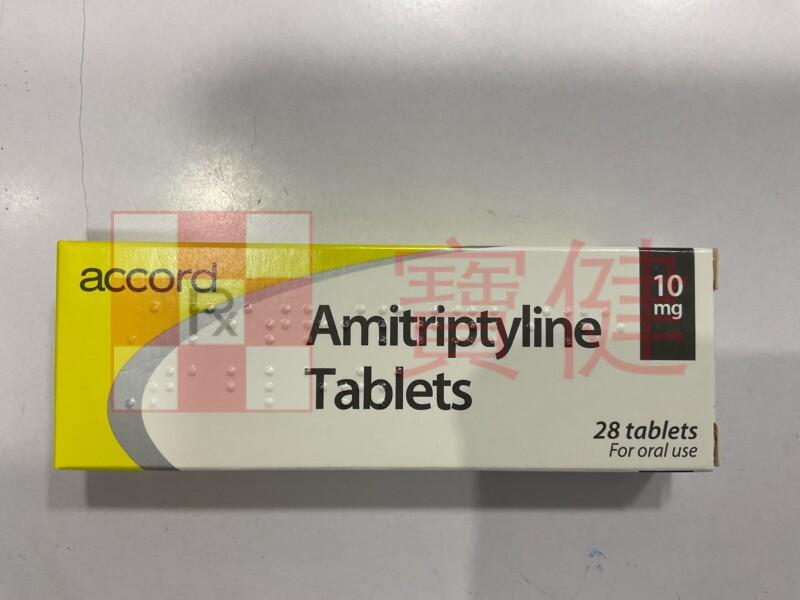 accord
Rx
寶健
Amitriptyline
Tablets
10
mg
28 tablets
For oral use